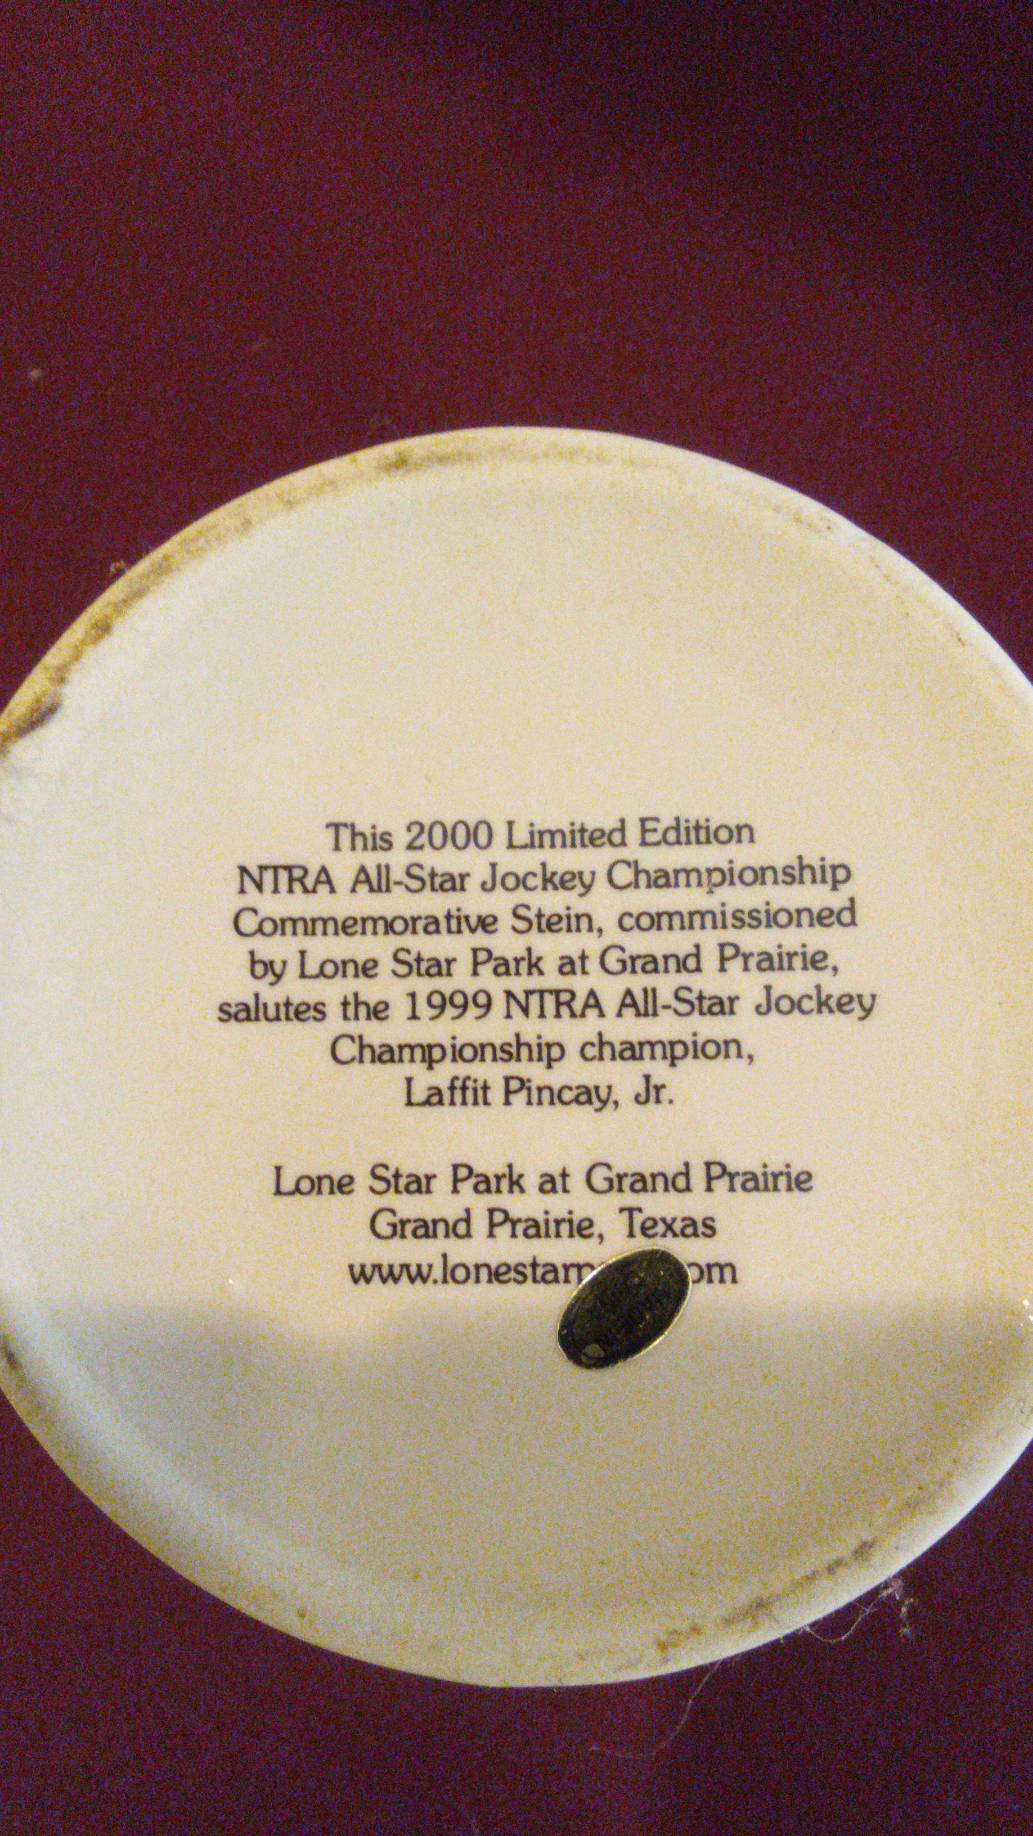 This 2000 Limited Edition
NTRA All-Star Jockey Championship
Commemorative Stein, commissioned
by Lone Star Park at Grand Prairie,
salutes the 1999 NTRA All-Star Jockey
Championship champion,
Laffit Pincay, Jr.
Lone Star Park at Grand Prairie
Grand Prairie, Texas